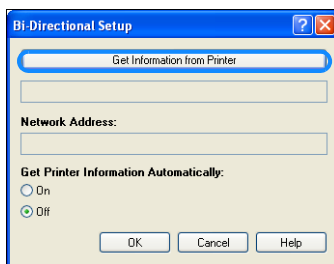 Bi-Directional Setup
Get Information from Printer
Network Address:
Get Printer Information Automatically:
On
Off
OK Cancel Help